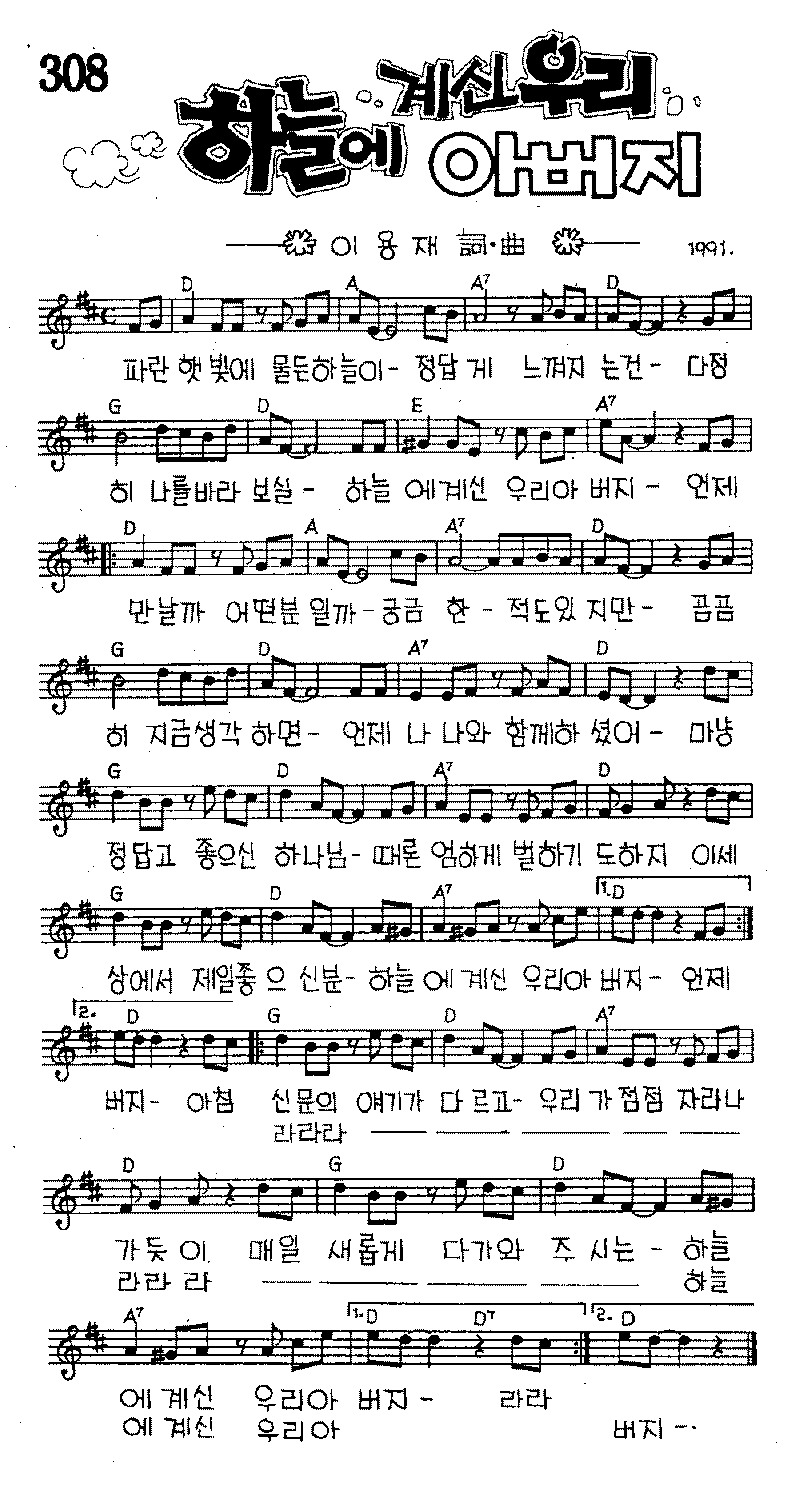 308
하늘에 계신 우리 아버지
이용재 詞·曲 1991.
D A A7 D
파란 햇빛에 물든하늘이- 정답 게 느껴지 는건- 다정
G D E A7
히 나를바라 보실- 하늘 에계신 우리아 버지- 언제
D A A7 D
만날까 어떤분 일까-궁금 한- 적도있 지만- 곰곰
G D A7 D
히 지금생각 하면- 언제 나 나와 함께하 셨어- 마냥
G D A7 D
정답고 좋으신 하나님- 때론 엄하게 벌하기 도하지 이세
G D A7 1. D
상에서 제일좋 으 신분- 하늘 에 계신 우리아 버지- 언제
2. D G D A7
버지- 아침 신문의 얘기가 다 르고- 우리 가 점점 자라나
라라라
D G D
가 듯 이 매일 새롭게 다가와 주 시는- 하늘
라라 라 하늘
A7 1. D D7 2. D
에 계신 우리아 버지- 라라
에 계신 우리아 버지-.